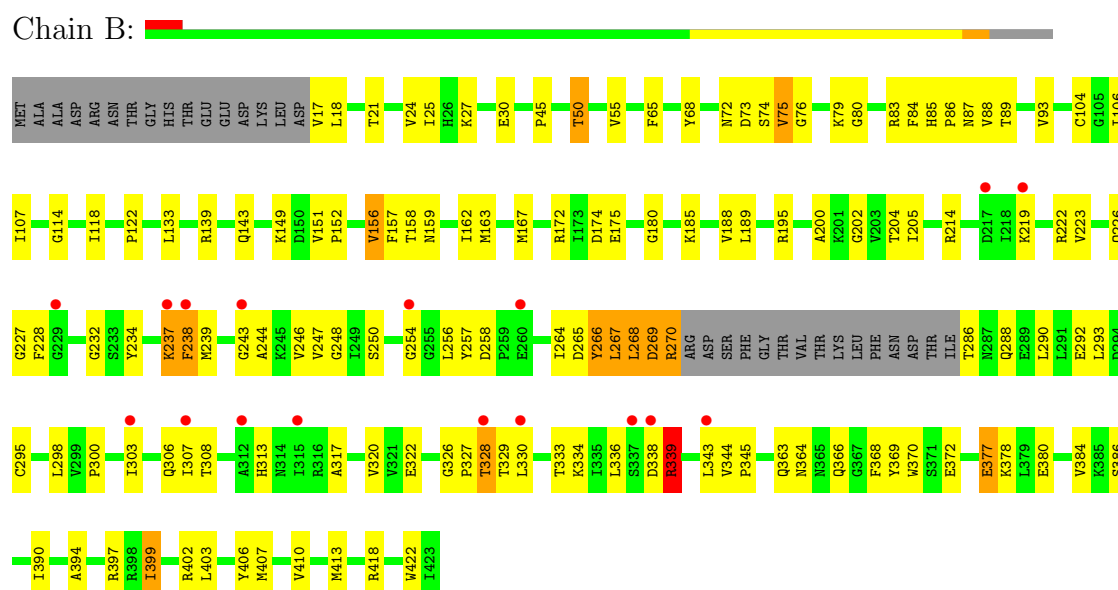 Chain B:
MET ALA ALA ASP ARG ASN THR GLY HIS THR GLU GLU ASP LYS LEU ASP V17 L18 T21 V24 I25 H26 K27 E30 P45 T50 V55 F65 Y68 N72 D73 S74 V75 G76 K79 G80 R83 F84 H85 P86 N87 V88 T89 V93 C104 G105 I106
I107 G114 I118 P122 L133 R139 Q143 K149 D150 V151 P152 V156 F157 T158 N159 I162 M163 M167 R172 I173 D174 E175 G180 K185 V188 L189 R195 A200 K201 G202 V203 T204 I205 R214 D217 I218 K219 R222 V223
G227 F228 G229 G232 S233 Y234 K237 F238 M239 G243 A244 K245 V246 V247 G248 I249 S250 G254 G255 L256 Y257 D258 P259 E260 I264 D265 Y266 L267 L268 D269 R270 ARG ASP SER PHE GLY THR VAL THR LYS LEU PHE ASN ASP THR ILE T286 N287 Q288 E289 L290 L291 E292 L293 D294
C295 L298 V299 P300 I303 Q306 I307 T308 A312 H313 N314 I315 R316 A317 V320 V321 E322 G326 P327 T328 T329 L330 T333 K334 I335 L336 S337 D338 R339 L343 V344 P345 Q363 N364 N365 Q366 G367 F368 Y369 W370 S371 E372 E377 K378 L379 E380 V384 K385 S386
I390 A394 R397 R398 I399 R402 L403 Y406 M407 V410 M413 R418 W422 I423